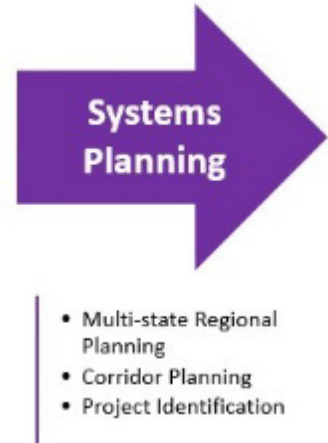 Systems
Planning
• Multi-state Regional
Planning
• Corridor Planning
• Project Identification